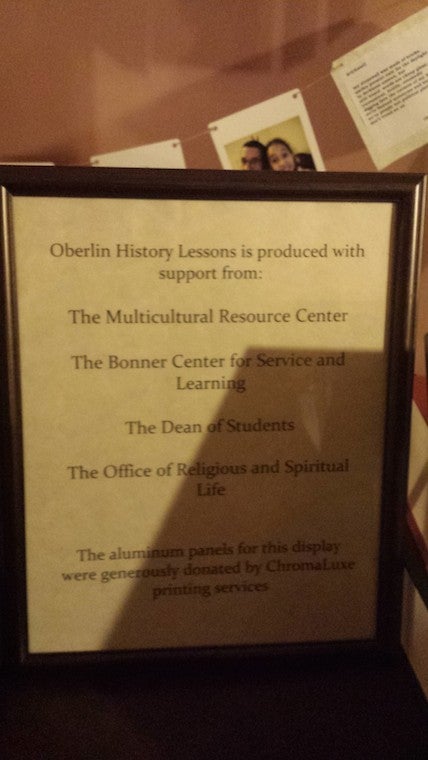 Oberlin History Lessons is produced with
support from:
The Multicultural Resource Center
The Bonner Center for Service and
Learning
The Dean of Students
The Office of Religious and Spiritual
Life
The aluminum panels for this display
were generously donated by ChromaLuxe
printing services